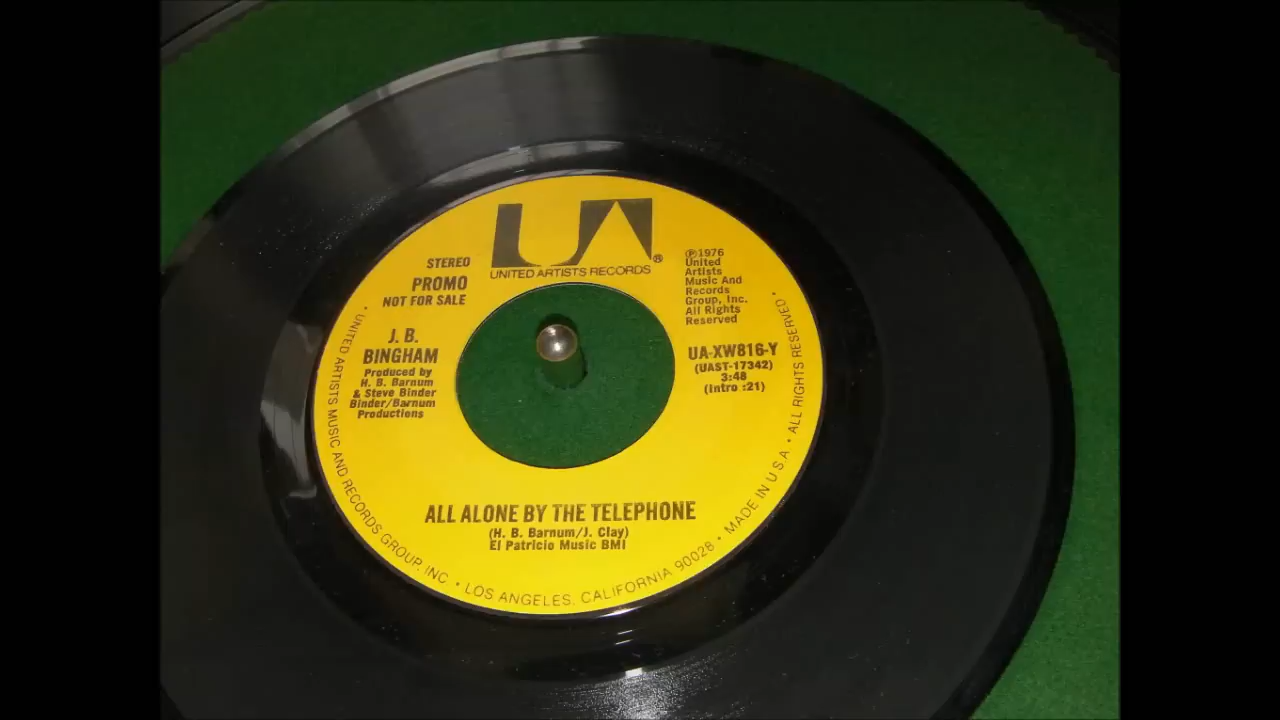 UA®
UNITED ARTISTS RECORDS
STEREO
PROMO
NOT FOR SALE
J. B.
BINGHAM
Produced by
H. B. Barnum
& Steve Binder
Binder/Barnum
Productions
℗1976
United
Artists
Music And
Records
Group, Inc.
All Rights
Reserved
UA-XW816-Y
(UAST-17342)
3:48
(Intro :21)
ALL ALONE BY THE TELEPHONE
(H. B. Barnum/J. Clay)
El Patricio Music BMI
• UNITED ARTISTS MUSIC AND RECORDS GROUP, INC • LOS ANGELES, CALIFORNIA 90028 • MADE IN U.S.A • ALL RIGHTS RESERVED •